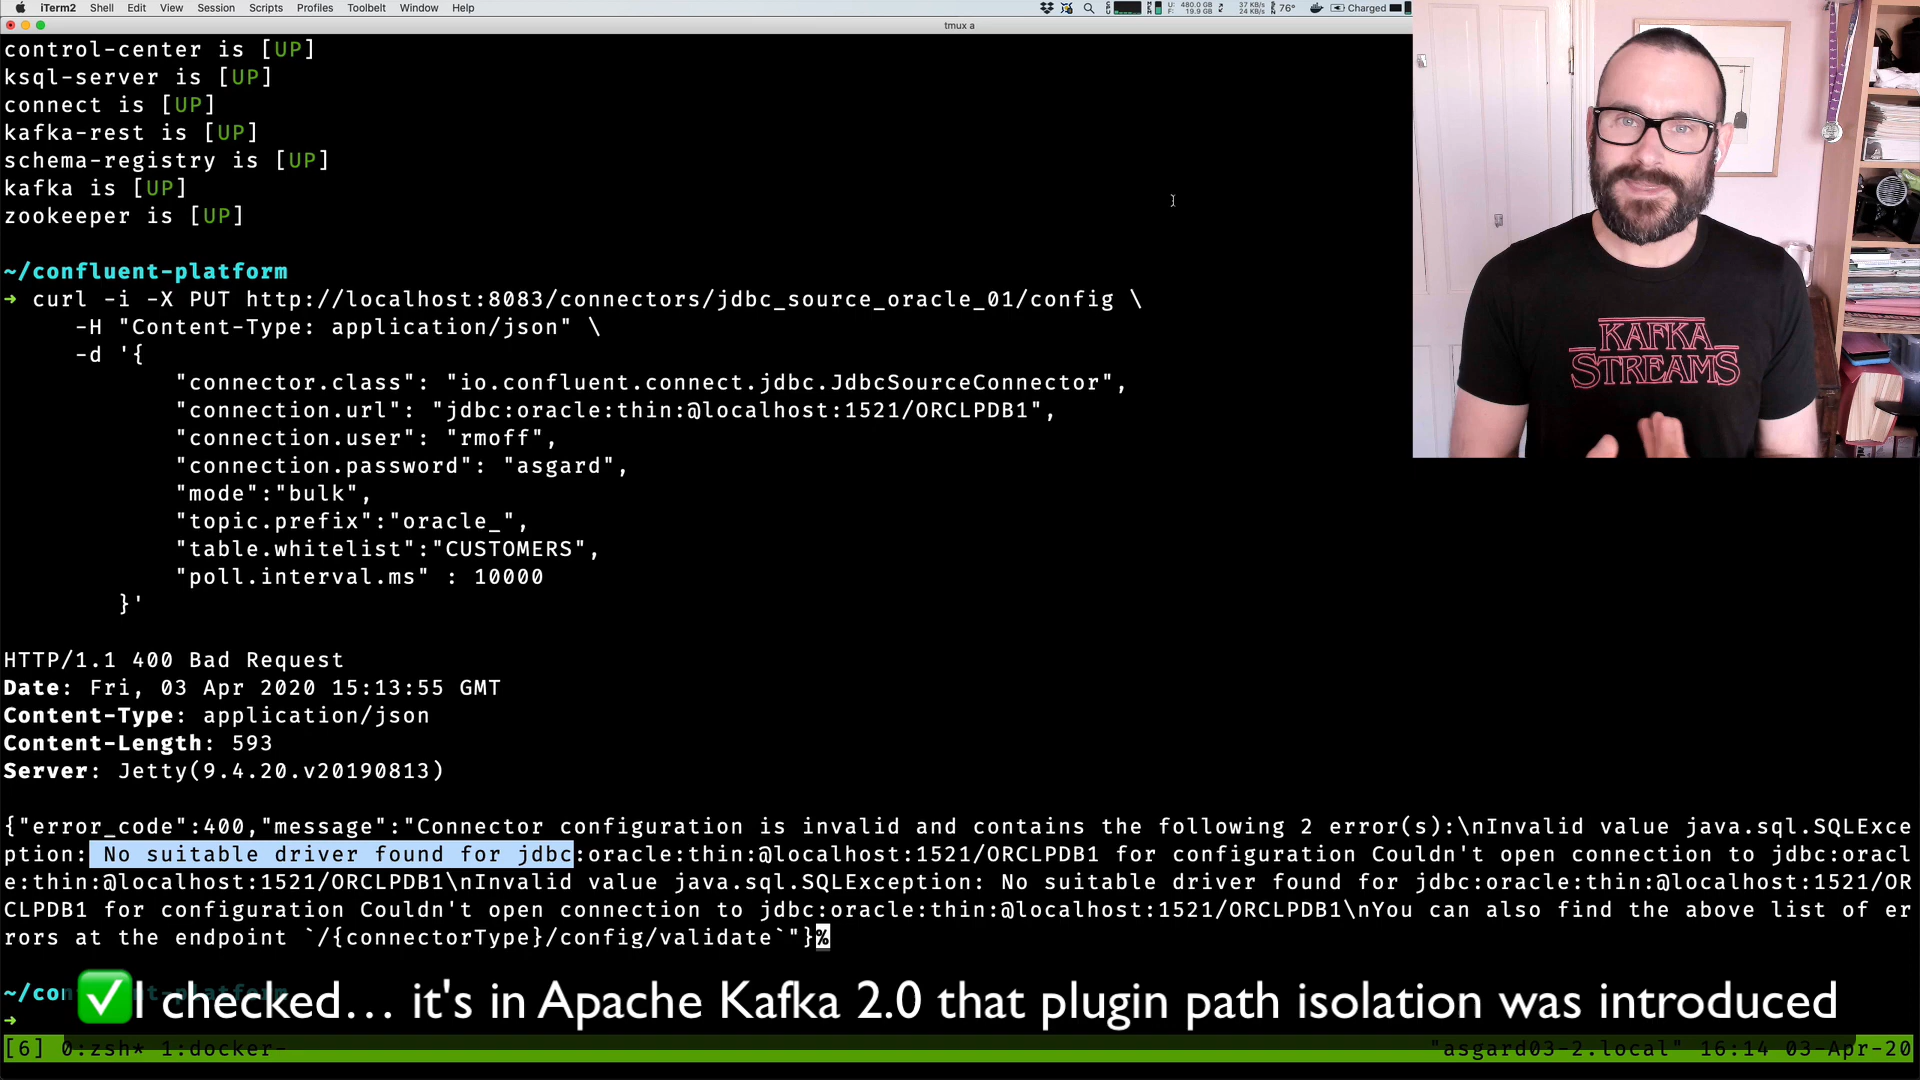 iTerm2 Shell Edit View Session Scripts Profiles Toolbelt Window Help
76° Charged
tmux a
control-center is [UP]
ksql-server is [UP]
connect is [UP]
kafka-rest is [UP]
schema-registry is [UP]
kafka is [UP]
zookeeper is [UP]
~/confluent-platform
➜ curl -i -X PUT http://localhost:8083/connectors/jdbc_source_oracle_01/config \
-H "Content-Type: application/json" \
-d '{
"connector.class": "io.confluent.connect.jdbc.JdbcSourceConnector",
"connection.url": "jdbc:oracle:thin:@localhost:1521/ORCLPDB1",
"connection.user": "rmoff",
"connection.password": "asgard",
"mode":"bulk",
"topic.prefix":"oracle_",
"table.whitelist":"CUSTOMERS",
"poll.interval.ms" : 10000
}'
HTTP/1.1 400 Bad Request
Date: Fri, 03 Apr 2020 15:13:55 GMT
Content-Type: application/json
Content-Length: 593
Server: Jetty(9.4.20.v20190813)
{"error_code":400,"message":"Connector configuration is invalid and contains the following 2 error(s):\nInvalid value java.sql.SQLExce
ption: No suitable driver found for jdbc:oracle:thin:@localhost:1521/ORCLPDB1 for configuration Couldn't open connection to jdbc:oracl
e:thin:@localhost:1521/ORCLPDB1\nInvalid value java.sql.SQLException: No suitable driver found for jdbc:oracle:thin:@localhost:1521/OR
CLPDB1 for configuration Couldn't open connection to jdbc:oracle:thin:@localhost:1521/ORCLPDB1\nYou can also find the above list of er
rors at the endpoint `/{connectorType}/config/validate`"}%
✅I checked... it's in Apache Kafka 2.0 that plugin path isolation was introduced
➜
[6] 0:zsh* 1:docker- "asgard03-2.local" 16:14 03-Apr-20
KAFKA
STREAMS